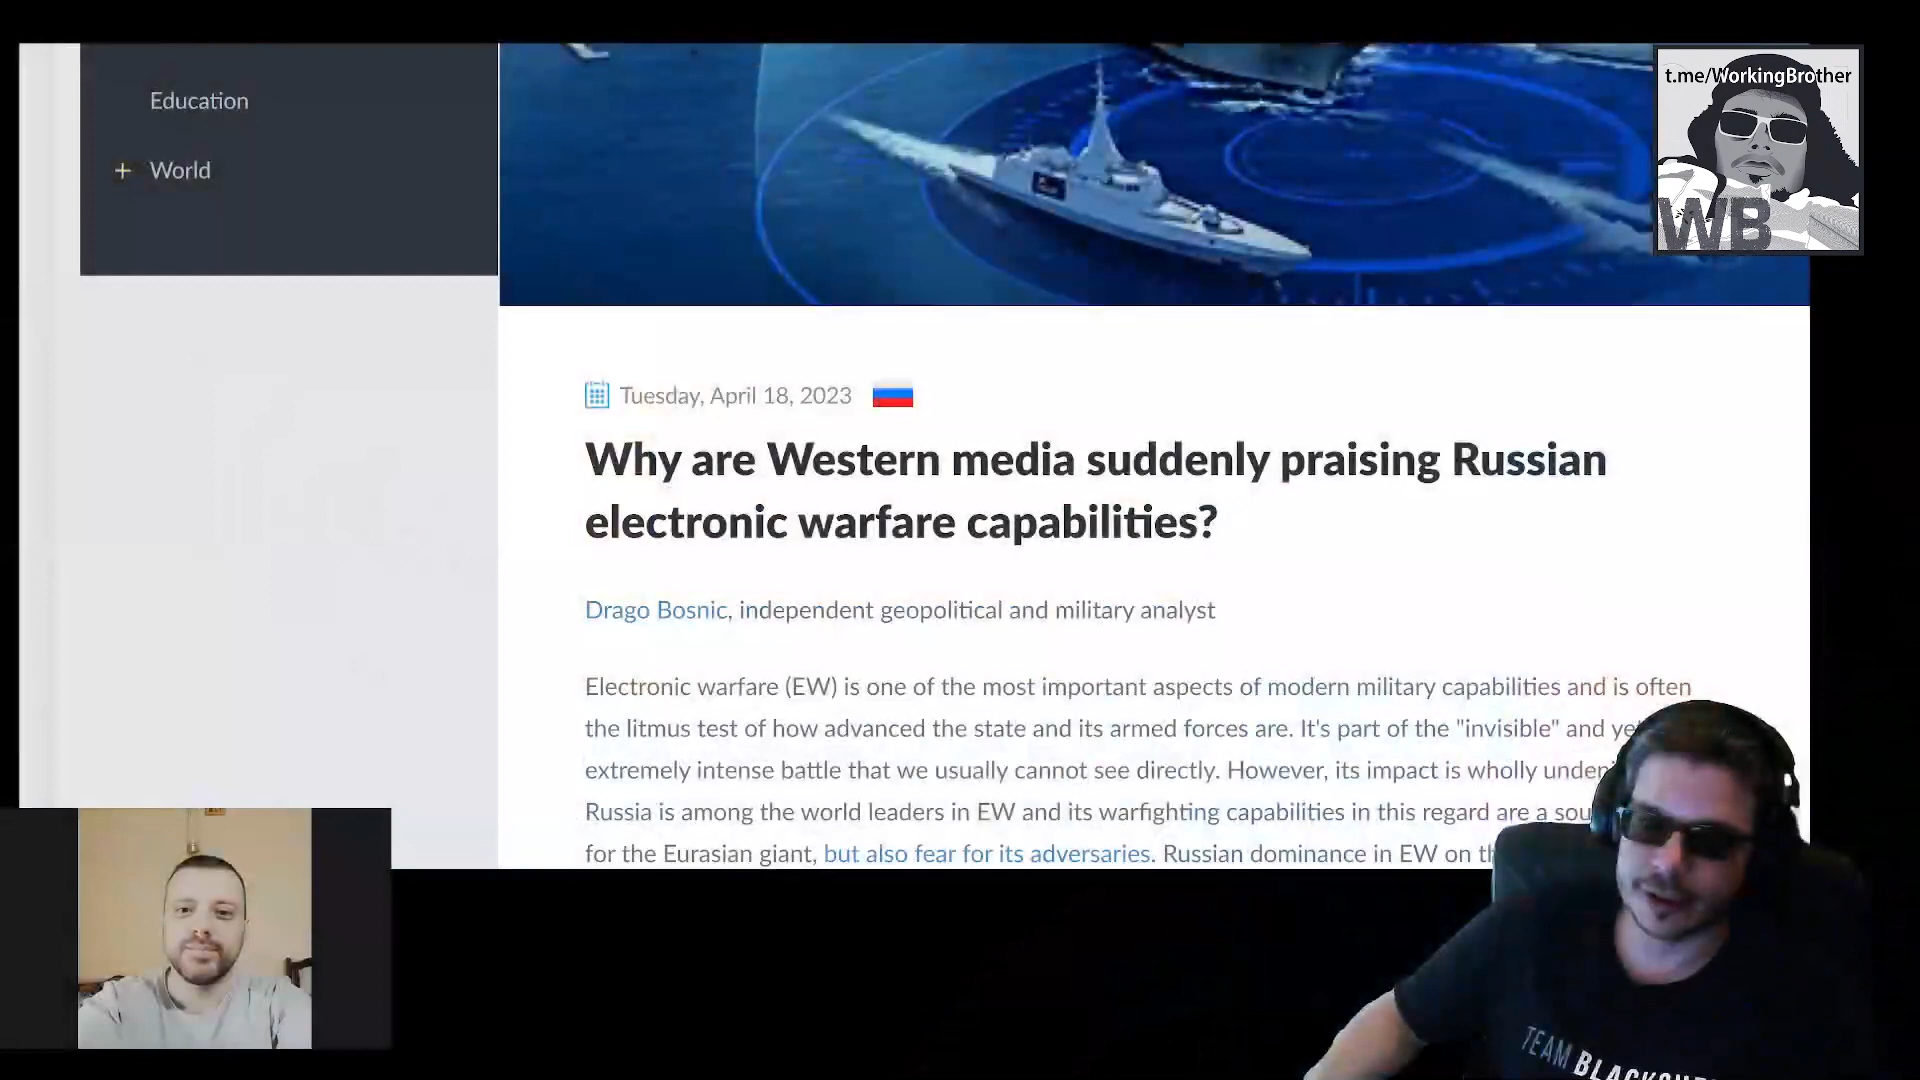 Education
+ World
t.me/WorkingBrother
WB
Tuesday, April 18, 2023
Why are Western media suddenly praising Russian
electronic warfare capabilities?
Drago Bosnic, independent geopolitical and military analyst
Electronic warfare (EW) is one of the most important aspects of modern military capabilities and is often
the litmus test of how advanced the state and its armed forces are. It's part of the "invisible" and
extremely intense battle that we usually cannot see directly. However, its impact is wholly
Russia is among the world leaders in EW and its warfighting capabilities in this regard are a
for the Eurasian giant, but also fear for its adversaries. Russian dominance in EW on
TEAM